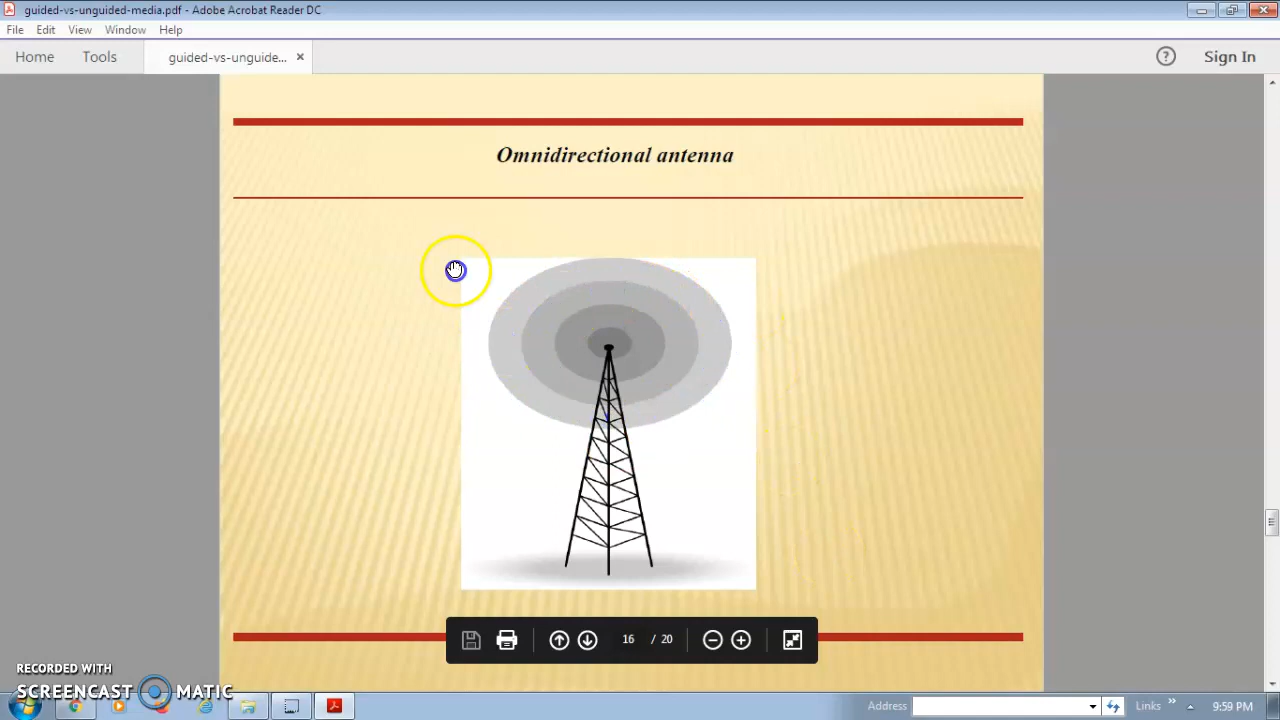 guided-vs-unguided-media.pdf - Adobe Acrobat Reader DC
File Edit View Window Help
Home Tools guided-vs-unguide... × ? Sign In
Omnidirectional antenna
16 / 20
RECORDED WITH
SCREENCAST MATIC
Address Links » 9:59 PM